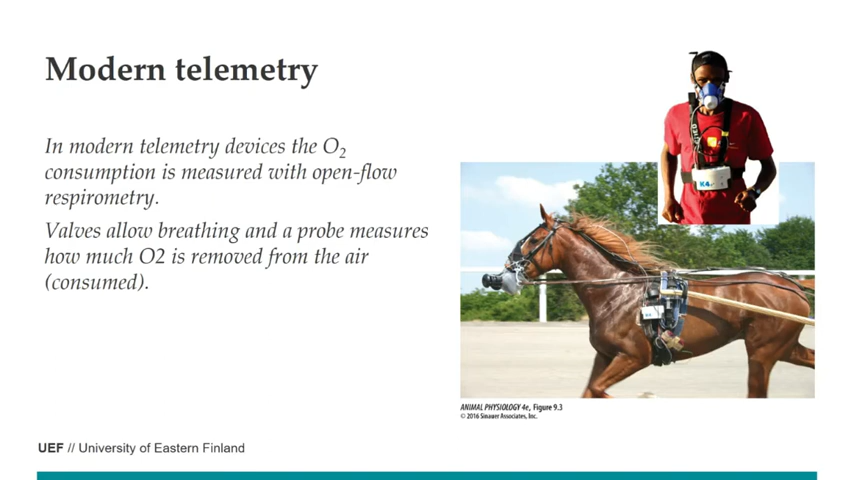 Modern telemetry
In modern telemetry devices the O₂
consumption is measured with open-flow
respirometry.
Valves allow breathing and a probe measures
how much O2 is removed from the air
(consumed).
ANIMAL PHYSIOLOGY 4e, Figure 9.3
© 2016 Sinauer Associates, Inc.
UEF // University of Eastern Finland